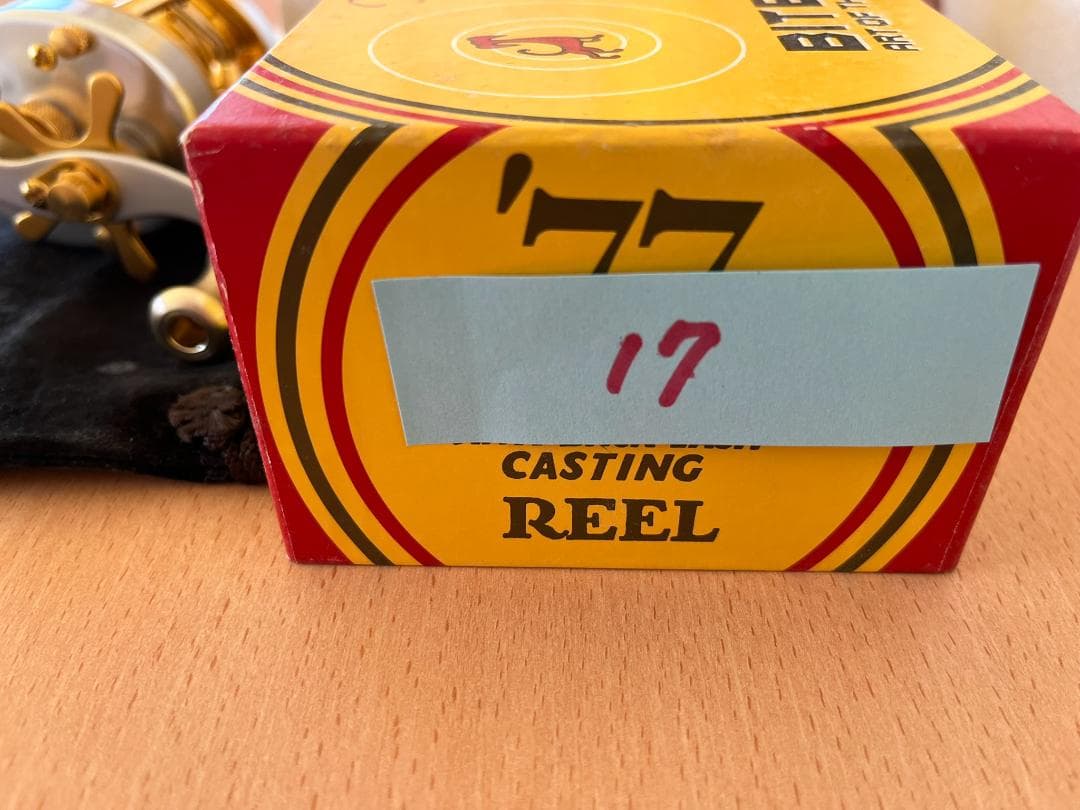 BITE
'77
17
CASTING
REEL